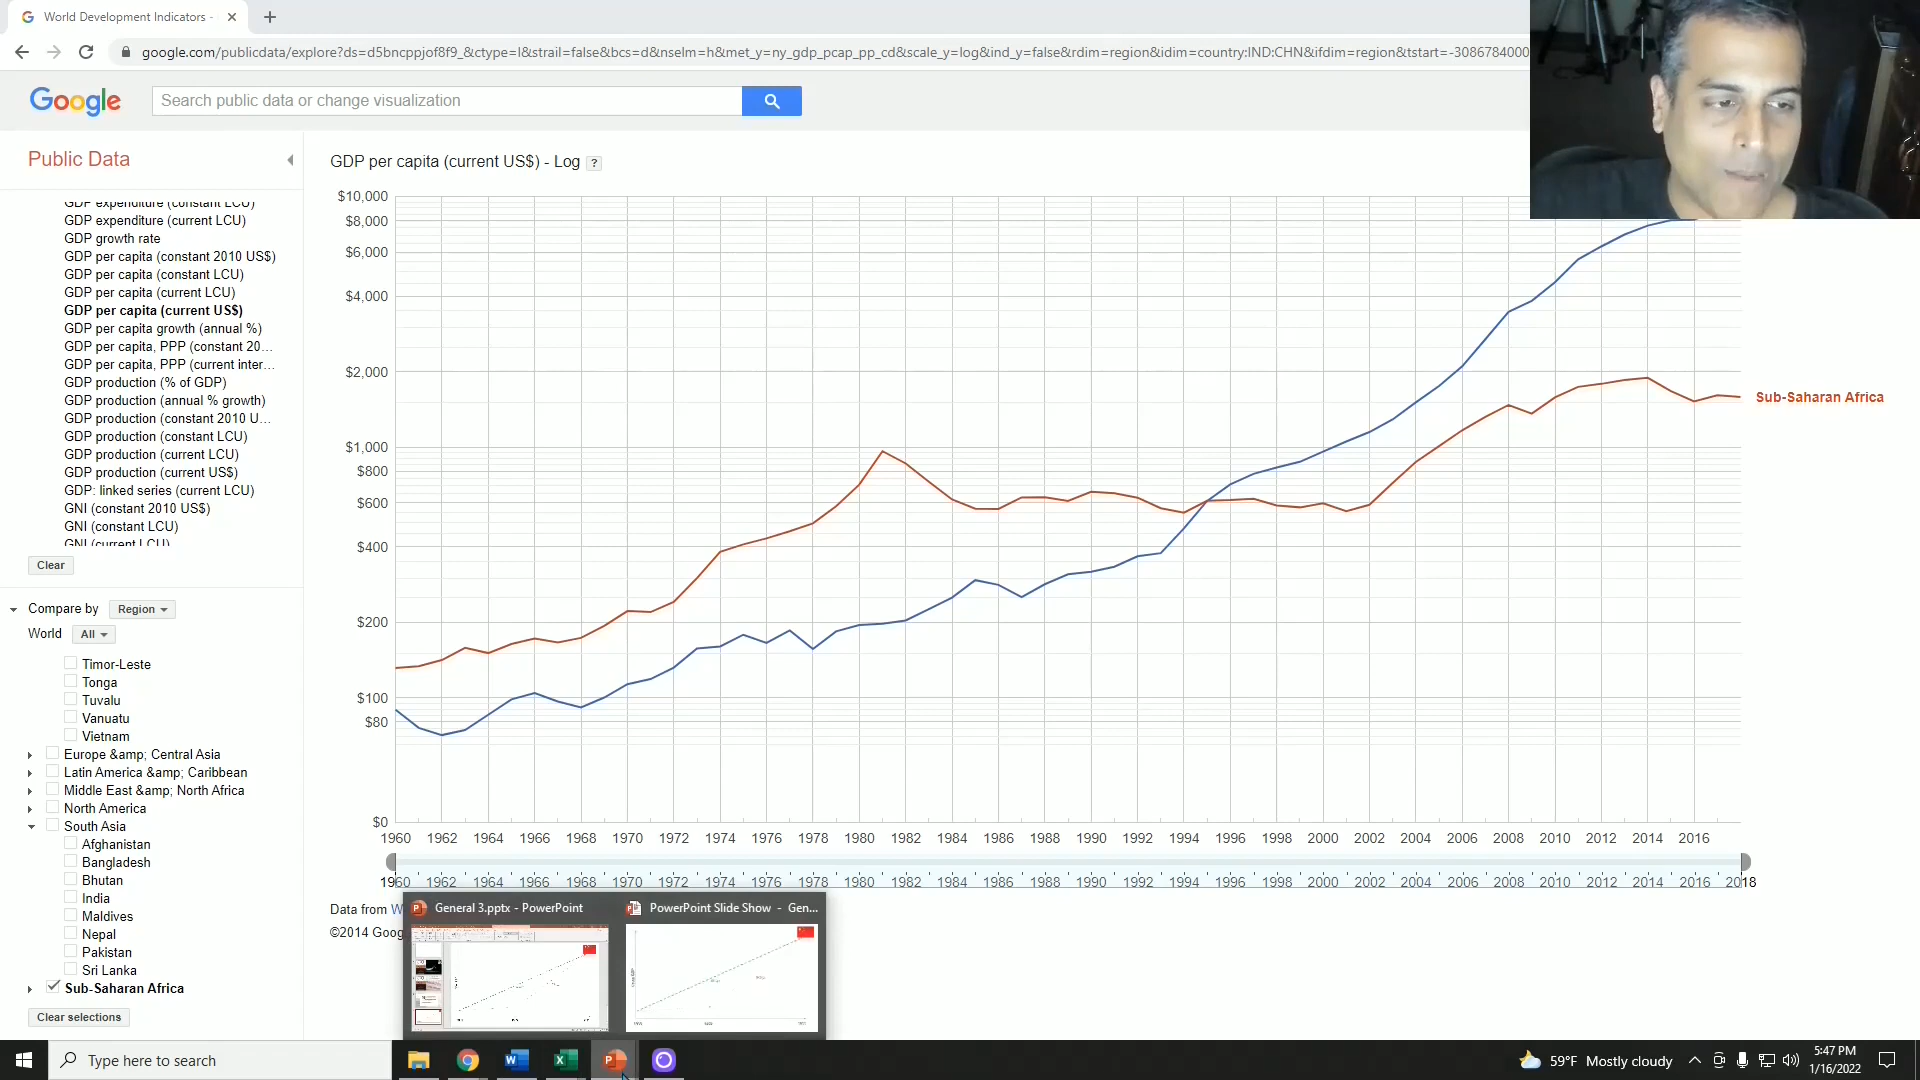 World Development Indicators -
google.com/publicdata/explore?ds=d5bncppjof8f9_&ctype=l&strail=false&bcs=d&nselm=h&met_y=ny_gdp_pcap_pp_cd&scale_y=log&ind_y=false&rdim=region&idim=country:IND:CHN&ifdim=region&tstart=-3086784000
Google
Search public data or change visualization
Public Data
GDP expenditure (constant LCU)
GDP expenditure (current LCU)
GDP growth rate
GDP per capita (constant 2010 US$)
GDP per capita (constant LCU)
GDP per capita (current LCU)
GDP per capita (current US$)
GDP per capita growth (annual %)
GDP per capita, PPP (constant 20...
GDP per capita, PPP (current inter...
GDP production (% of GDP)
GDP production (annual % growth)
GDP production (constant 2010 U...
GDP production (constant LCU)
GDP production (current LCU)
GDP production (current US$)
GDP: linked series (current LCU)
GNI (constant 2010 US$)
GNI (constant LCU)
GNI (current LCU)
Clear
Compare by Region
World All
Timor-Leste
Tonga
Tuvalu
Vanuatu
Vietnam
Europe &amp; Central Asia
Latin America &amp; Caribbean
Middle East &amp; North Africa
North America
South Asia
Afghanistan
Bangladesh
Bhutan
India
Maldives
Nepal
Pakistan
Sri Lanka
Sub-Saharan Africa
Clear selections
GDP per capita (current US$) - Log ?
$10,000
$8,000
$6,000
$4,000
$2,000
$1,000
$800
$600
$400
$200
$100
$80
$0
Sub-Saharan Africa
1960 1962 1964 1966 1968 1970 1972 1974 1976 1978 1980 1982 1984 1986 1988 1990 1992 1994 1996 1998 2000 2002 2004 2006 2008 2010 2012 2014 2016
1960 1962 1964 1966 1968 1970 1972 1974 1976 1978 1980 1982 1984 1986 1988 1990 1992 1994 1996 1998 2000 2002 2004 2006 2008 2010 2012 2014 2016 2018
Data from W
©2014 Goog
General 3.pptx - PowerPoint
PowerPoint Slide Show - Gen...
Type here to search
59°F Mostly cloudy
5:47 PM
1/16/2022